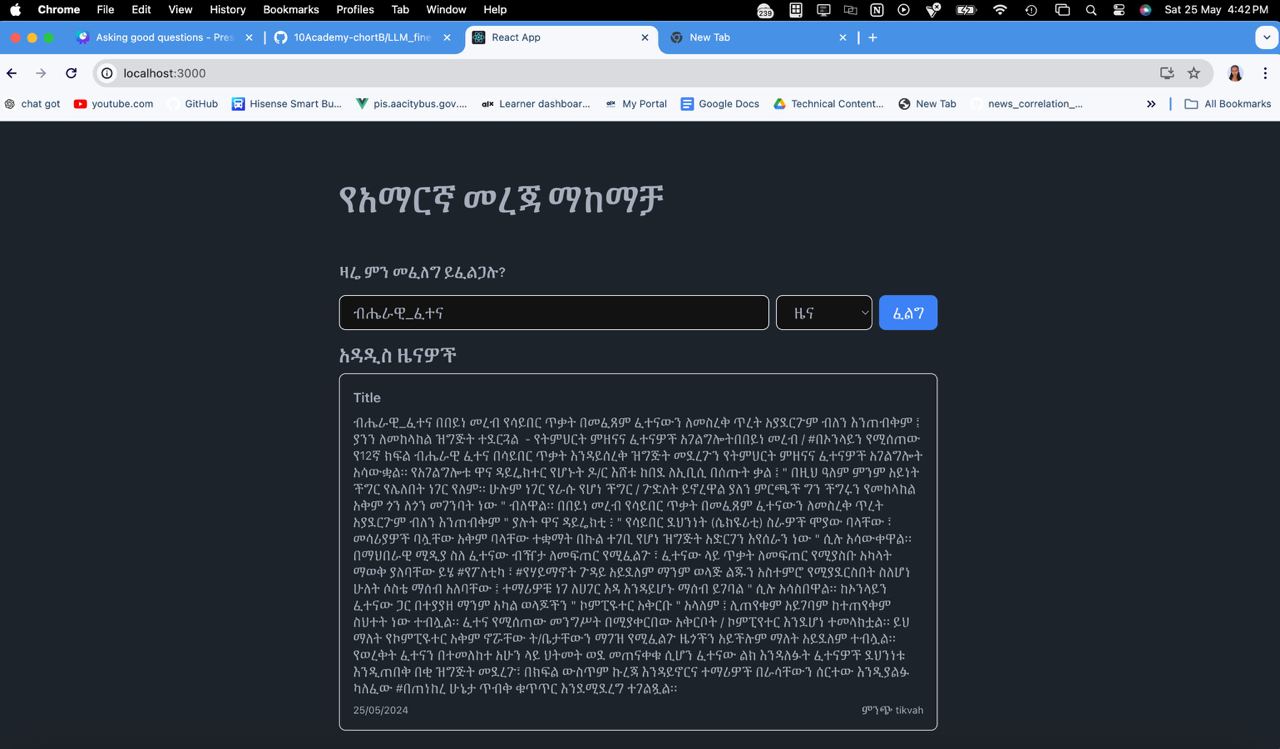 Chrome File Edit View History Bookmarks Profiles Tab Window Help 239 Sat 25 May 4:42 PM
Asking good questions - Pres 10Academy-chortB/LLM_fine React App New Tab
localhost:3000
chat got youtube.com GitHub Hisense Smart Bu... pis.aacitybus.gov.... Learner dashboar... My Portal Google Docs Technical Content... New Tab news_correlation_... All Bookmarks
የአማርኛ መረጃ ማከማቻ
ዛሬ ምን መፈለግ ይፈልጋሉ?
ብሔራዊ_ፈተና ዜና ፈልግ
አዳዲስ ዜናዎች
Title
ብሔራዊ_ፈተና በበይነ መረብ የሳይበር ጥቃት በመፈጸም ፈተናውን ለመስረቅ ጥረት አያደርጉም ብለን እንጠብቅም ፤
ያንን ለመከላከል ዝግጅት ተደርጓል - የትምህርት ምዘናና ፈተናዎች አገልግሎትበበይነ መረብ / #በኦንላይን የሚሰጠው
የ12ኛ ከፍል ብሔራዊ ፈተና በሳይበር ጥቃት እንዳይሰረቅ ዝግጅት መደረጉን የትምህርት ምዘናና ፈተናዎች አገልግሎት
አሳውቋል። የአገልግሎቱ ዋና ዳይሬክተር የሆኑት ዶ/ር እሸቱ ከበደ ለኢቢሲ በሰጡት ቃል ፤ " በዚህ ዓለም ምንም አይነት
ችግር የሌለበት ነገር የለም። ሁሉም ነገር የራሱ የሆነ ችግር / ጉድለት ይኖረዋል ያለን ምርጫች ግን ችግሩን የመከላከል
አቅም ጎን ለጎን መገንባት ነው " ብለዋል። በበይነ መረብ የሳይበር ጥቃት በመፈጸም ፈተናውን ለመስረቅ ጥረት
አያደርጉም ብለን እንጠብቅም " ያሉት ዋና ዳይሬክቲ ፤ " የሳይበር ደህንነት (ሴክዩሪቲ) ስራዎች ሞያው ባላቸው ፣
መሳሪያዎች ባሏቸው አቅም ባላቸው ተቋማት በኩል ተገቢ የሆነ ዝግጅት አድርገን እየሰራን ነው " ሲሉ አሳውቀዋል።
በማህበራዊ ሚዲያ ስለ ፈተናው ብዥታ ለመፍጠር የሚፈልጉ ፣ ፈተናው ላይ ጥቃት ለመፍጠር የሚያስቡ አካላት
ማወቅ ያለባቸው ይሄ #የፖለቲካ ፣ #የሃይማኖት ጉዳይ አይደለም ማንም ወላጅ ልጁን አስተምሮ የሚያደርስበት ስለሆነ
ሁለት ሶስቴ ማሰብ አለባቸው ፤ ተማሪዎቹ ነገ ለሀገር እዳ እንዳይሆኑ ማሰብ ይገባል " ሲሉ አሳስበዋል። ከኦንላይን
ፈተናው ጋር በተያያዘ ማንም አካል ወላጆችን " ኮምፒዩተር አቅርቡ " አላለም ፤ ሊጠየቁም አይገባም ከተጠየቅም
ስህተት ነው ተብሏል። ፈተና የሚሰጠው መንግሥት በሚያቀርበው አቅርቦት / ኮምፒየተር እንደሆነ ተመላክቷል። ይህ
ማለት የኮምፒዩተር አቅም ኖሯቸው ት/ቤታቸውን ማገዝ የሚፈልጉ ዜጎችን አይችሉም ማለት አይደለም ተብሏል።
የወረቅት ፈተናን በተመለከተ አሁን ላይ ህትመት ወደ መጠናቀቁ ሲሆን ፈተናው ልክ እንዳለፉት ፈተናዎች ደህንነቱ
እንዲጠበቅ በቂ ዝግጅት መደረጉ፣ በክፍል ውስጥም ኩረጃ እንዳይኖርና ተማሪዎች በራሳቸውን ሰርተው እንዲያልፉ
ካለፈው #በጠነከረ ሁኔታ ጥብቅ ቁጥጥር እንደሚደረግ ተገልጿል።
25/05/2024 ምንጭ tikvah